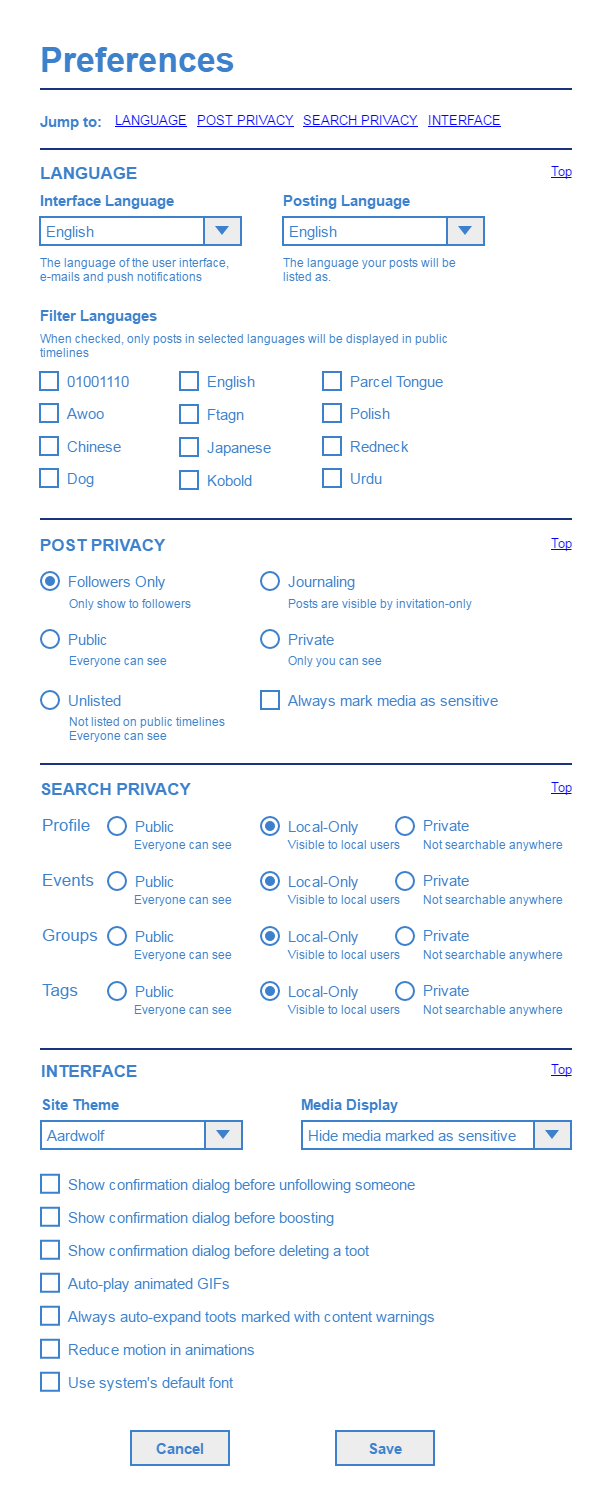 Preferences
Jump to: LANGUAGE POST PRIVACY SEARCH PRIVACY INTERFACE
LANGUAGE Top
Interface Language Posting Language
English English
The language of the user interface, The language your posts will be
e-mails and push notifications listed as.
Filter Languages
When checked, only posts in selected languages will be displayed in public
timelines
01001110 English Parcel Tongue
Awoo Ftagn Polish
Chinese Japanese Redneck
Dog Kobold Urdu
POST PRIVACY Top
Followers Only Journaling
Only show to followers Posts are visible by invitation-only
Public Private
Everyone can see Only you can see
Unlisted Always mark media as sensitive
Not listed on public timelines
Everyone can see
SEARCH PRIVACY Top
Profile Public Local-Only Private
Everyone can see Visible to local users Not searchable anywhere
Events Public Local-Only Private
Everyone can see Visible to local users Not searchable anywhere
Groups Public Local-Only Private
Everyone can see Visible to local users Not searchable anywhere
Tags Public Local-Only Private
Everyone can see Visible to local users Not searchable anywhere
INTERFACE Top
Site Theme Media Display
Aardwolf Hide media marked as sensitive
Show confirmation dialog before unfollowing someone
Show confirmation dialog before boosting
Show confirmation dialog before deleting a toot
Auto-play animated GIFs
Always auto-expand toots marked with content warnings
Reduce motion in animations
Use system's default font
Cancel Save